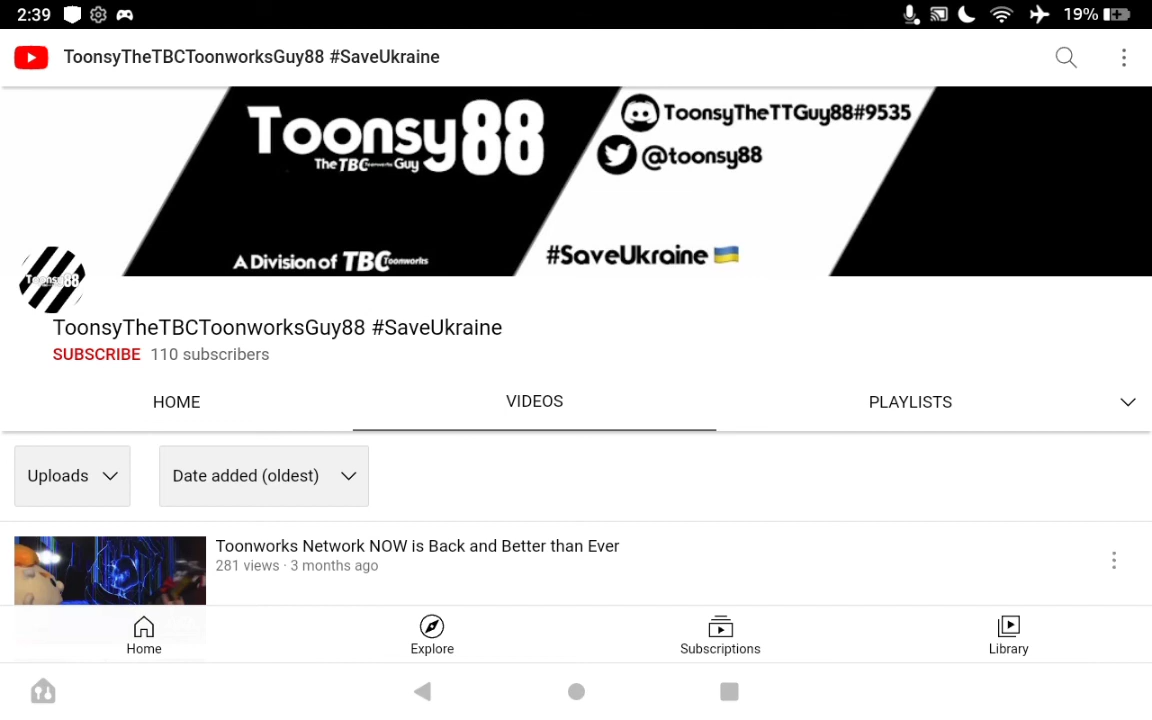 2:39
19%
ToonsyTheTBCToonworksGuy88 #SaveUkraine
Toonsy88
The TBC Toonworks Guy
ToonsyTheTTGuy88#9535
@toonsy88
A Division of TBC Toonworks
#SaveUkraine 🇺🇦
Toonsy88
ToonsyTheTBCToonworksGuy88 #SaveUkraine
SUBSCRIBE 110 subscribers
HOME VIDEOS PLAYLISTS
Uploads Date added (oldest)
Toonworks Network NOW is Back and Better than Ever
281 views · 3 months ago
Home Explore Subscriptions Library